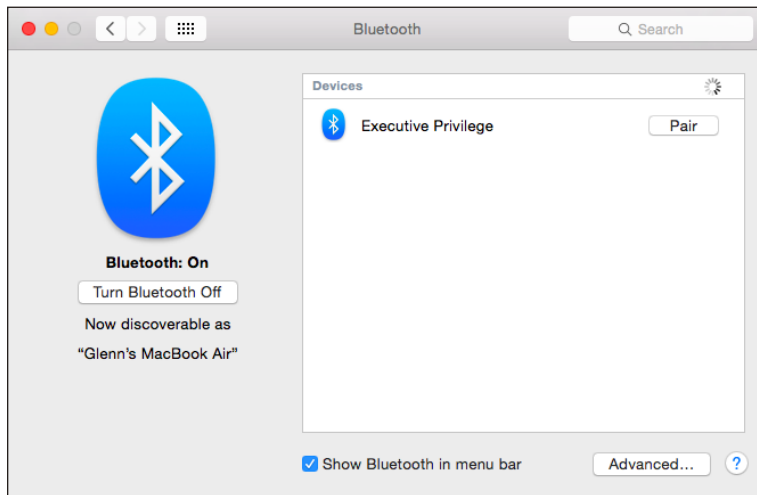 Bluetooth
Search
Devices
Executive Privilege
Pair
Bluetooth: On
Turn Bluetooth Off
Now discoverable as
“Glenn’s MacBook Air”
Show Bluetooth in menu bar
Advanced...
?